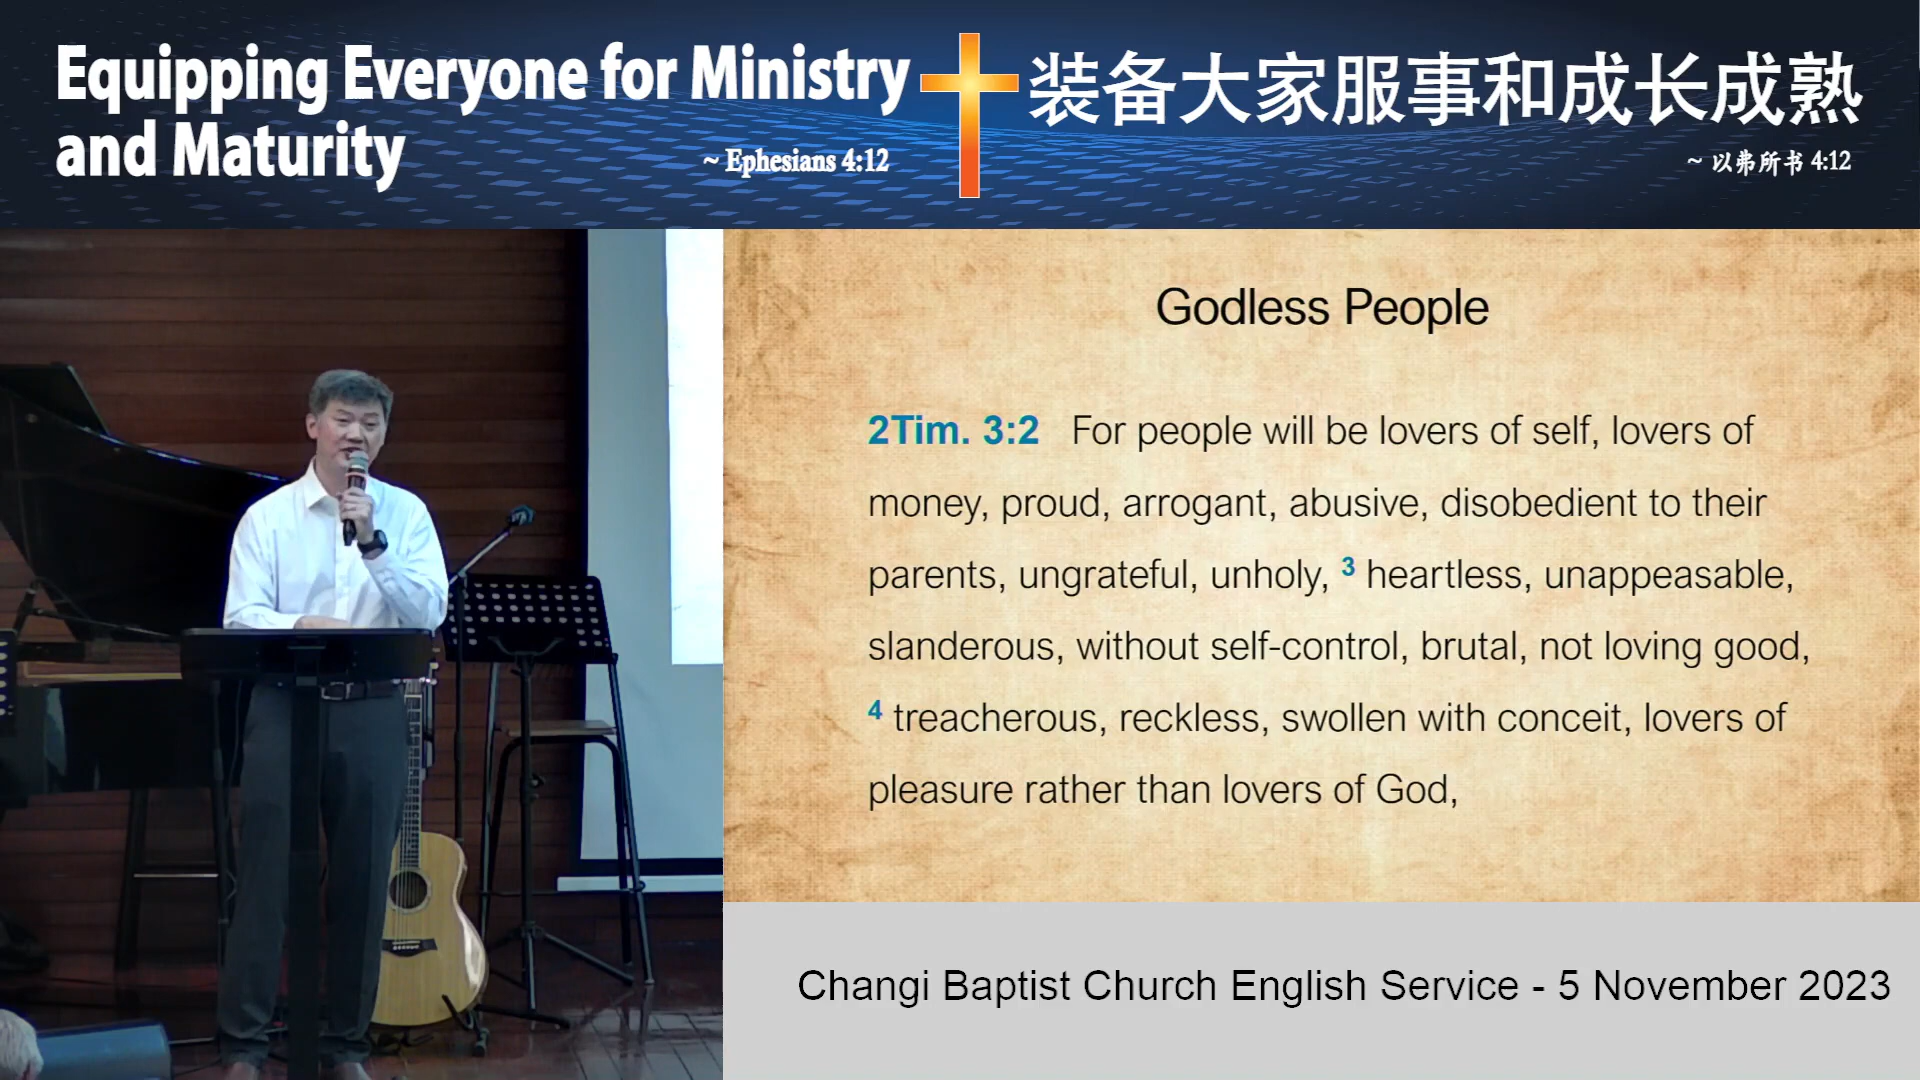 Equipping Everyone for Ministry
and Maturity
~ Ephesians 4:12
装备大家服事和成长成熟
~ 以弗所书 4:12
Godless People
2Tim. 3:2 For people will be lovers of self, lovers of
money, proud, arrogant, abusive, disobedient to their
parents, ungrateful, unholy, 3 heartless, unappeasable,
slanderous, without self-control, brutal, not loving good,
4 treacherous, reckless, swollen with conceit, lovers of
pleasure rather than lovers of God,
Changi Baptist Church English Service - 5 November 2023